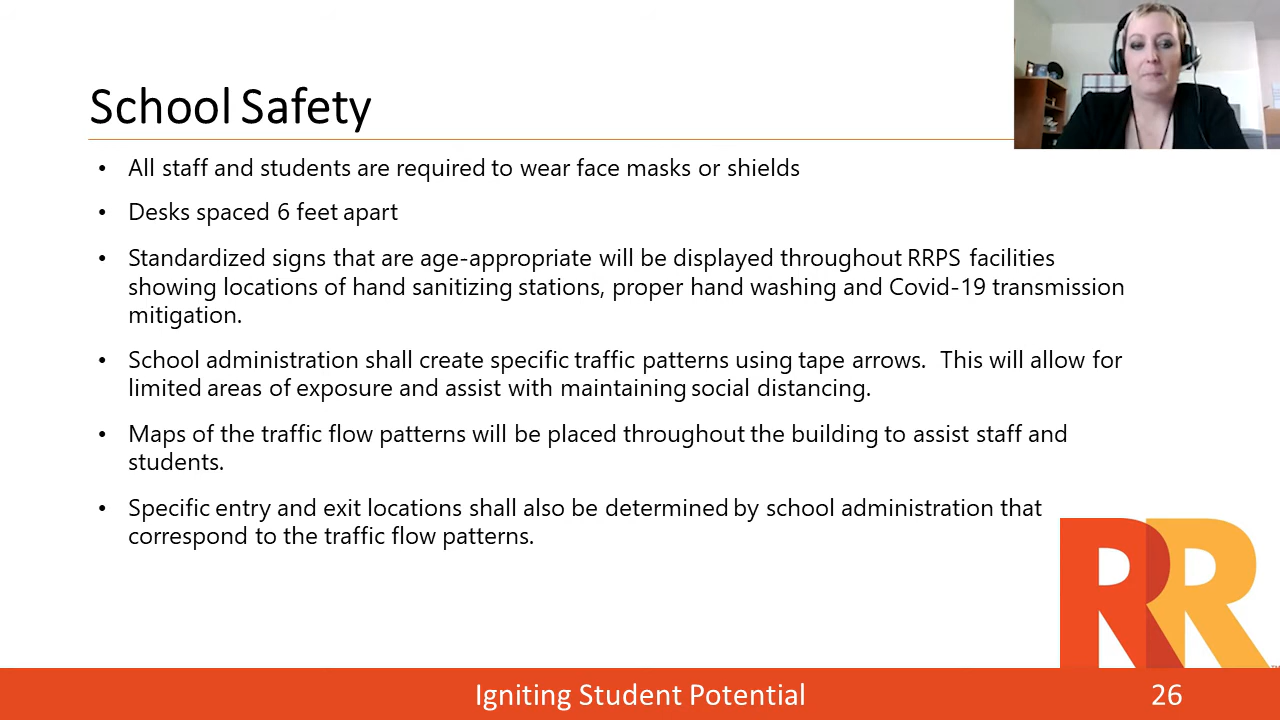 School Safety
• All staff and students are required to wear face masks or shields
• Desks spaced 6 feet apart
• Standardized signs that are age-appropriate will be displayed throughout RRPS facilities
showing locations of hand sanitizing stations, proper hand washing and Covid-19 transmission
mitigation.
• School administration shall create specific traffic patterns using tape arrows.  This will allow for
limited areas of exposure and assist with maintaining social distancing.
• Maps of the traffic flow patterns will be placed throughout the building to assist staff and
students.
• Specific entry and exit locations shall also be determined by school administration that
correspond to the traffic flow patterns.
RR
Igniting Student Potential
26